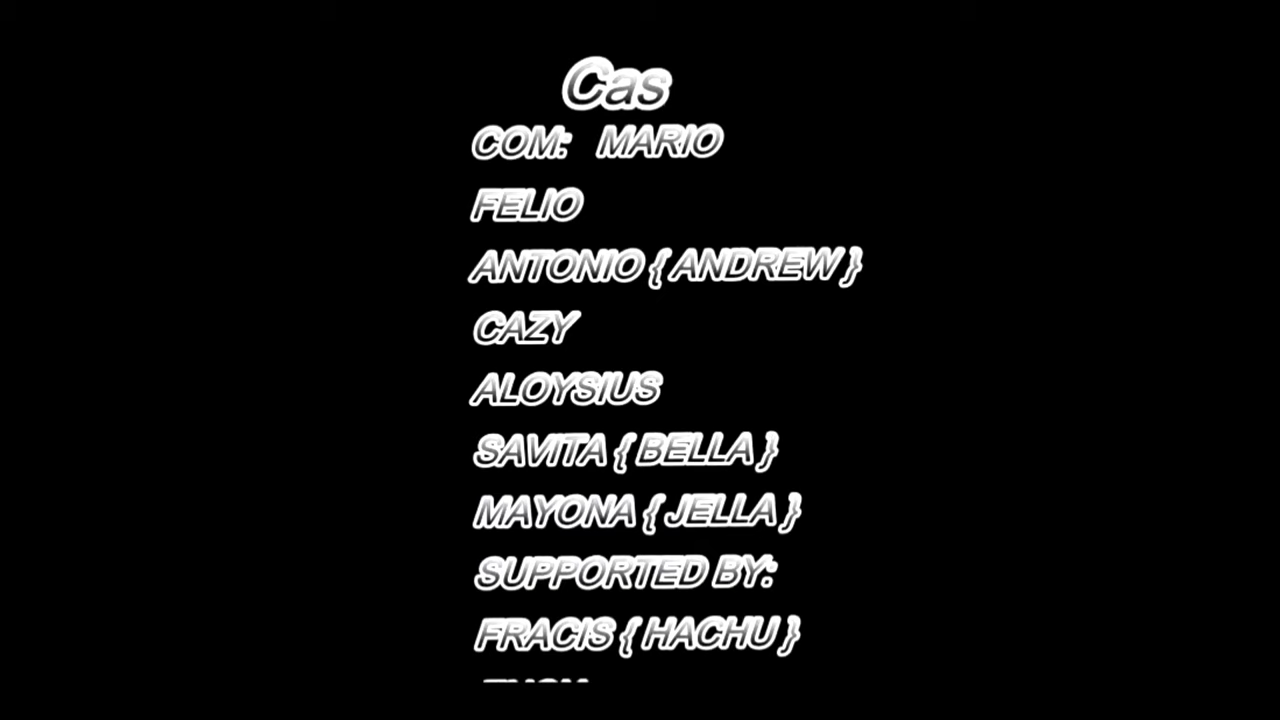 Cas
COM: MARIO
FELIO
ANTONIO { ANDREW }
CAZY
ALOYSIUS
SAVITA { BELLA }
MAYONA { JELLA }
SUPPORTED BY:
FRACIS { HACHU }